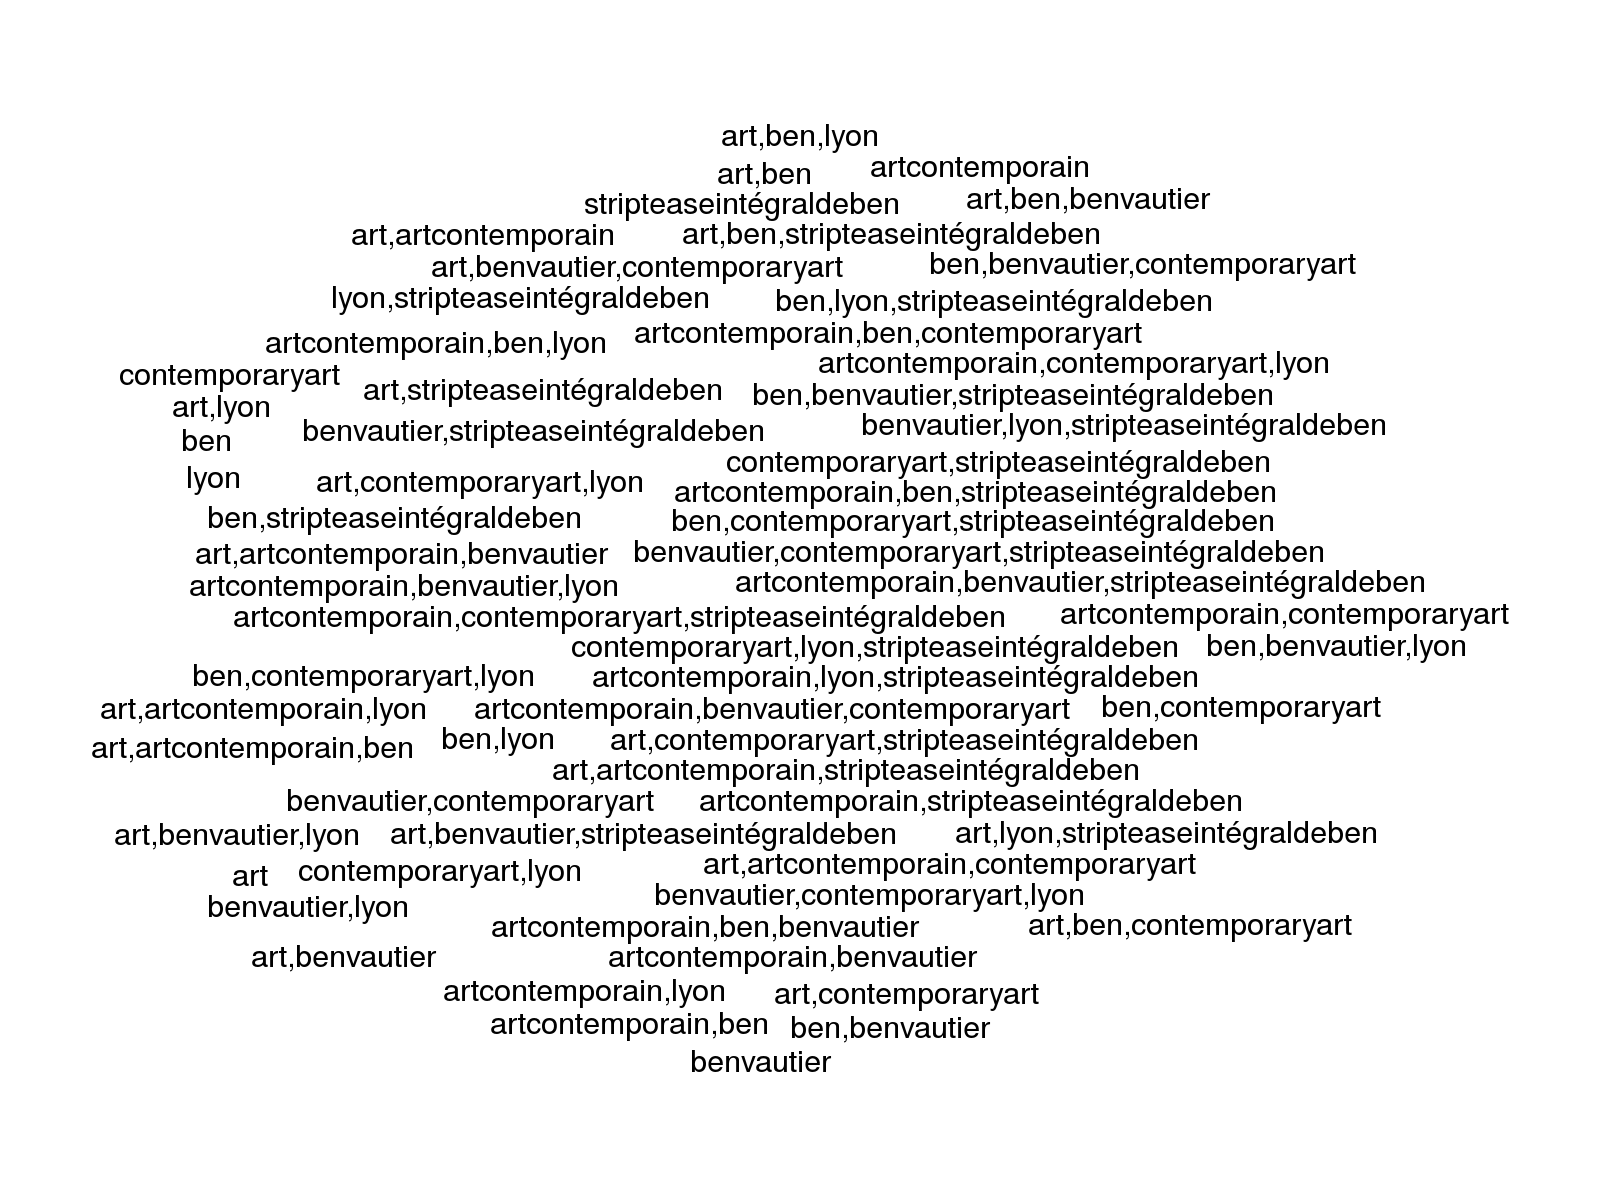 art,ben,lyon
art,ben artcontemporain
stripteaseintégraldeben art,ben,benvautier
art,artcontemporain art,ben,stripteaseintégraldeben
art,benvautier,contemporaryart ben,benvautier,contemporaryart
lyon,stripteaseintégraldeben ben,lyon,stripteaseintégraldeben
artcontemporain,ben,lyon artcontemporain,ben,contemporaryart
artcontemporain,contemporaryart,lyon
contemporaryart art,stripteaseintégraldeben ben,benvautier,stripteaseintégraldeben
art,lyon
ben benvautier,stripteaseintégraldeben benvautier,lyon,stripteaseintégraldeben
contemporaryart,stripteaseintégraldeben
lyon art,contemporaryart,lyon artcontemporain,ben,stripteaseintégraldeben
ben,stripteaseintégraldeben ben,contemporaryart,stripteaseintégraldeben
art,artcontemporain,benvautier benvautier,contemporaryart,stripteaseintégraldeben
artcontemporain,benvautier,lyon artcontemporain,benvautier,stripteaseintégraldeben
artcontemporain,contemporaryart,stripteaseintégraldeben artcontemporain,contemporaryart
contemporaryart,lyon,stripteaseintégraldeben ben,benvautier,lyon
ben,contemporaryart,lyon artcontemporain,lyon,stripteaseintégraldeben
art,artcontemporain,lyon artcontemporain,benvautier,contemporaryart ben,contemporaryart
art,artcontemporain,ben ben,lyon art,contemporaryart,stripteaseintégraldeben
art,artcontemporain,stripteaseintégraldeben
benvautier,contemporaryart artcontemporain,stripteaseintégraldeben
art,benvautier,lyon art,benvautier,stripteaseintégraldeben art,lyon,stripteaseintégraldeben
art contemporaryart,lyon art,artcontemporain,contemporaryart
benvautier,lyon benvautier,contemporaryart,lyon
artcontemporain,ben,benvautier art,ben,contemporaryart
art,benvautier artcontemporain,benvautier
artcontemporain,lyon art,contemporaryart
artcontemporain,ben ben,benvautier
benvautier